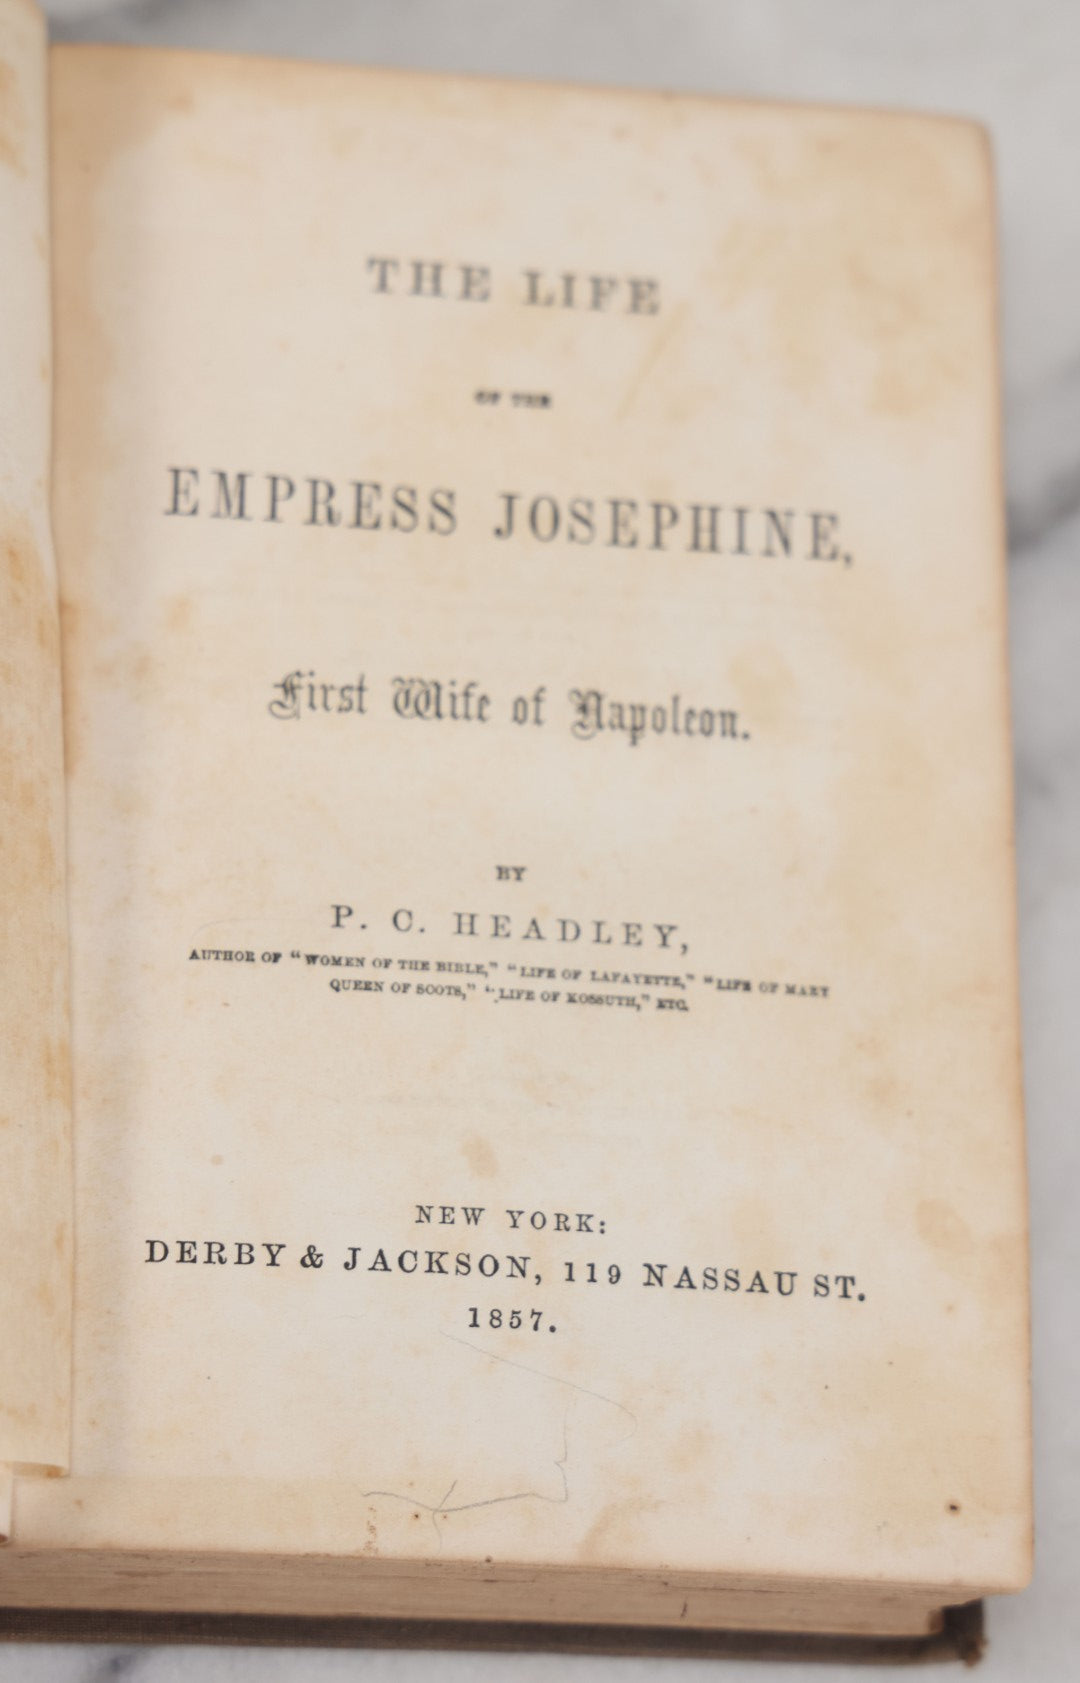 THE LIFE
OF THE
EMPRESS JOSEPHINE,
First Wife of Napoleon.
BY
P. C. HEADLEY,
AUTHOR OF "WOMEN OF THE BIBLE," "LIFE OF LAFAYETTE," "LIFE OF MARY
QUEEN OF SCOTS," "LIFE OF KOSSUTH," ETC.
NEW YORK:
DERBY & JACKSON, 119 NASSAU ST.
1857.